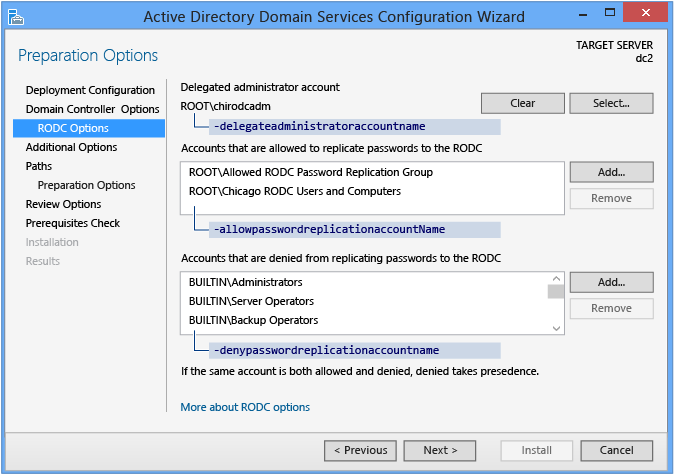 Active Directory Domain Services Configuration Wizard
Preparation Options
TARGET SERVER
dc2
Deployment Configuration
Domain Controller Options
RODC Options
Additional Options
Paths
Preparation Options
Review Options
Prerequisites Check
Installation
Results
Delegated administrator account
ROOT\chirodcadm
Clear
Select...
-delegateadministratoraccountname
Accounts that are allowed to replicate passwords to the RODC
ROOT\Allowed RODC Password Replication Group
ROOT\Chicago RODC Users and Computers
Add...
Remove
-allowpasswordreplicationaccountName
Accounts that are denied from replicating passwords to the RODC
BUILTIN\Administrators
BUILTIN\Server Operators
BUILTIN\Backup Operators
Add...
Remove
-denypasswordreplicationaccountname
If the same account is both allowed and denied, denied takes presedence.
More about RODC options
< Previous
Next >
Install
Cancel